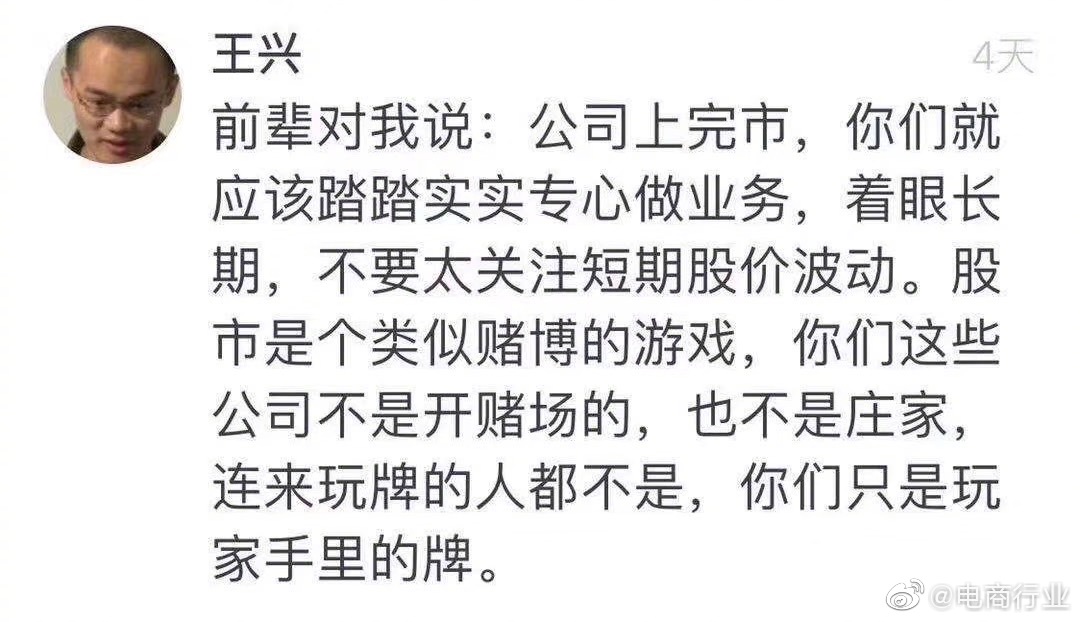 王兴
4天
前辈对我说：公司上完市，你们就
应该踏踏实实专心做业务，着眼长
期，不要太关注短期股价波动。股
市是个类似赌博的游戏，你们这些
公司不是开赌场的，也不是庄家，
连来玩牌的人都不是，你们只是玩
家手里的牌。
@电商行业